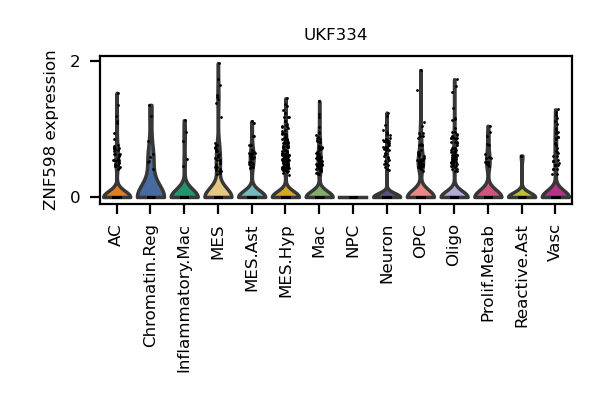 UKF334
ZNF598 expression
2
0
AC
Chromatin.Reg
Inflammatory.Mac
MES
MES.Ast
MES.Hyp
Mac
NPC
Neuron
OPC
Oligo
Prolif.Metab
Reactive.Ast
Vasc